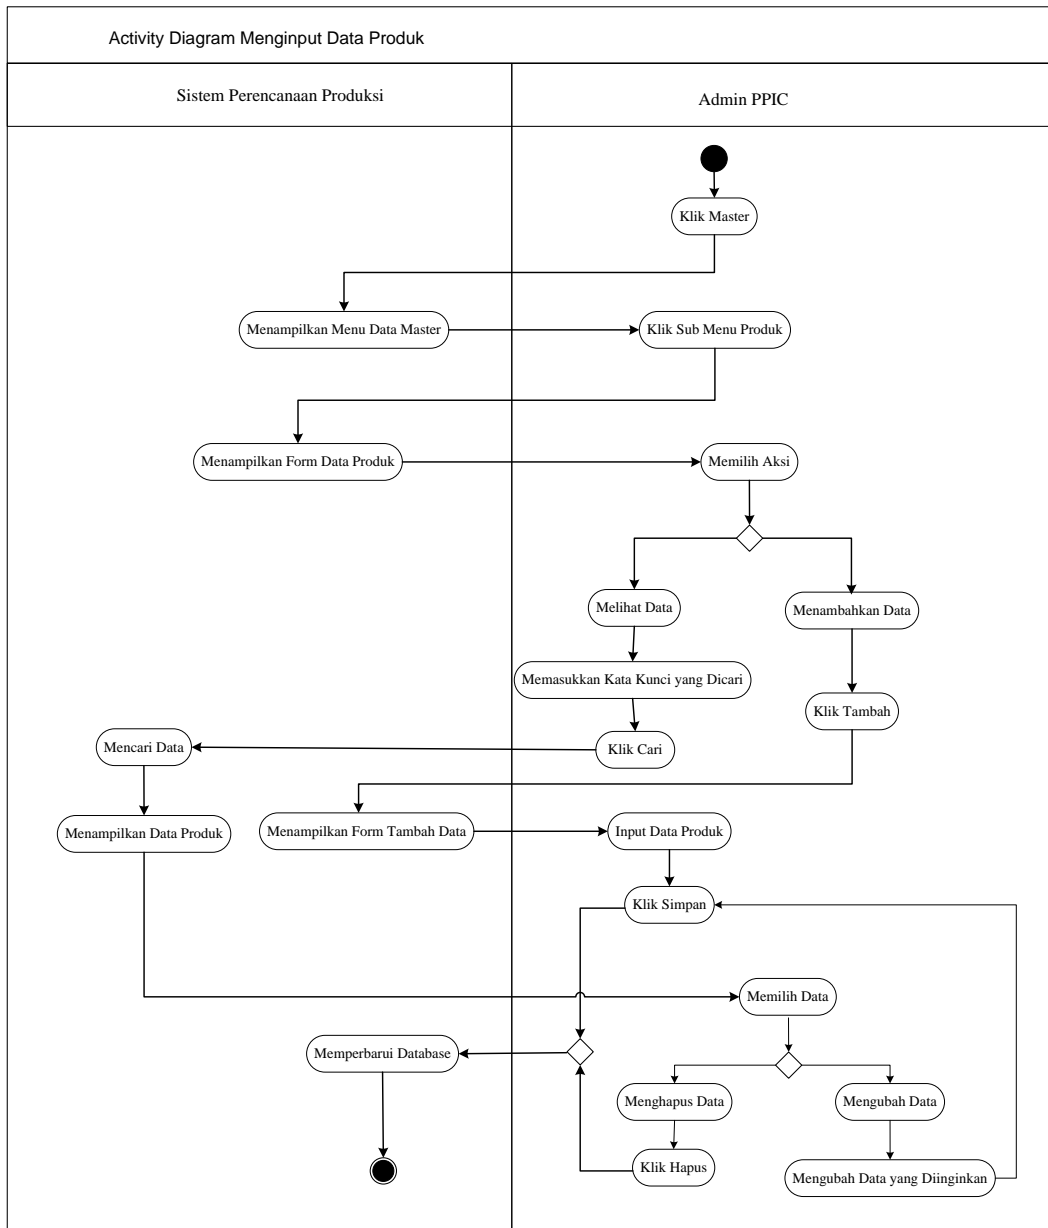 Activity Diagram Menginput Data Produk
Sistem Perencanaan Produksi
Admin PPIC
Klik Master
Menampilkan Menu Data Master
Klik Sub Menu Produk
Menampilkan Form Data Produk
Memilih Aksi
Melihat Data
Menambahkan Data
Memasukkan Kata Kunci yang Dicari
Klik Tambah
Mencari Data
Klik Cari
Menampilkan Data Produk
Menampilkan Form Tambah Data
Input Data Produk
Klik Simpan
Memilih Data
Memperbarui Database
Menghapus Data
Mengubah Data
Klik Hapus
Mengubah Data yang Diinginkan